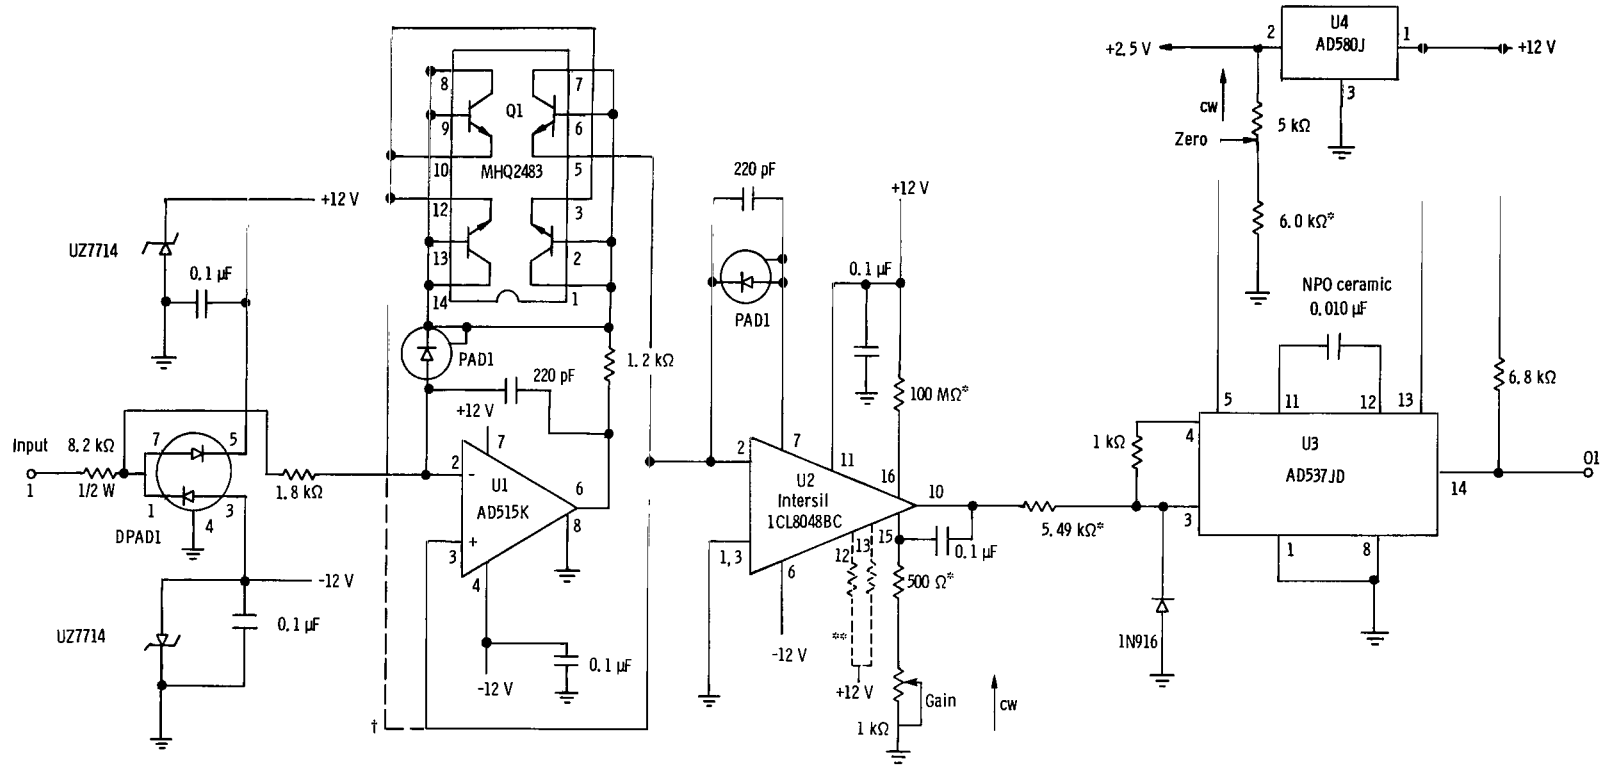 U4
AD580J
2
1
3
+2.5 V
+12 V
cw
5 kΩ
Zero
6.0 kΩ*
8
7
Q1
9
6
10
MHQ2483
5
12
3
13
2
14
1
+12 V
UZ7714
0.1 µF
220 pF
PAD1
+12 V
0.1 µF
100 MΩ*
PAD1
1.2 kΩ
220 pF
NPO ceramic
0.010 µF
6.8 kΩ
5
11
12
13
Input
8.2 kΩ
1
1/2 W
7
5
1
4
3
DPAD1
1.8 kΩ
+12 V
7
2
-
U1
AD515K
6
8
+
3
4
2
7
11
16
U2
Intersil
1CL8048BC
10
1, 3
6
12
13
15
0.1 µF
5.49 kΩ*
1 kΩ
4
3
U3
AD537JD
14
O1
1
8
-12 V
0.1 µF
UZ7714
0.1 µF
-12 V
†
-12 V
**
+12 V
500 Ω*
Gain
1 kΩ
cw
1N916